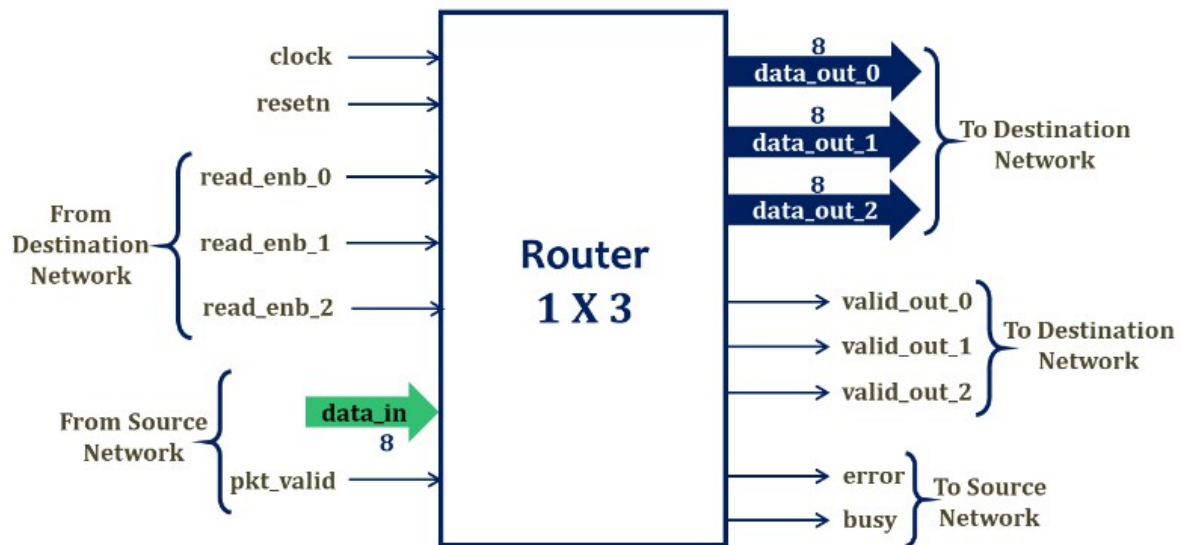 clock
resetn
From
Destination
Network
read_enb_0
read_enb_1
read_enb_2
From Source
Network
data_in
8
pkt_valid
Router
1 X 3
8
data_out_0
8
data_out_1
8
data_out_2
To Destination
Network
valid_out_0
valid_out_1
valid_out_2
To Destination
Network
error
busy
To Source
Network